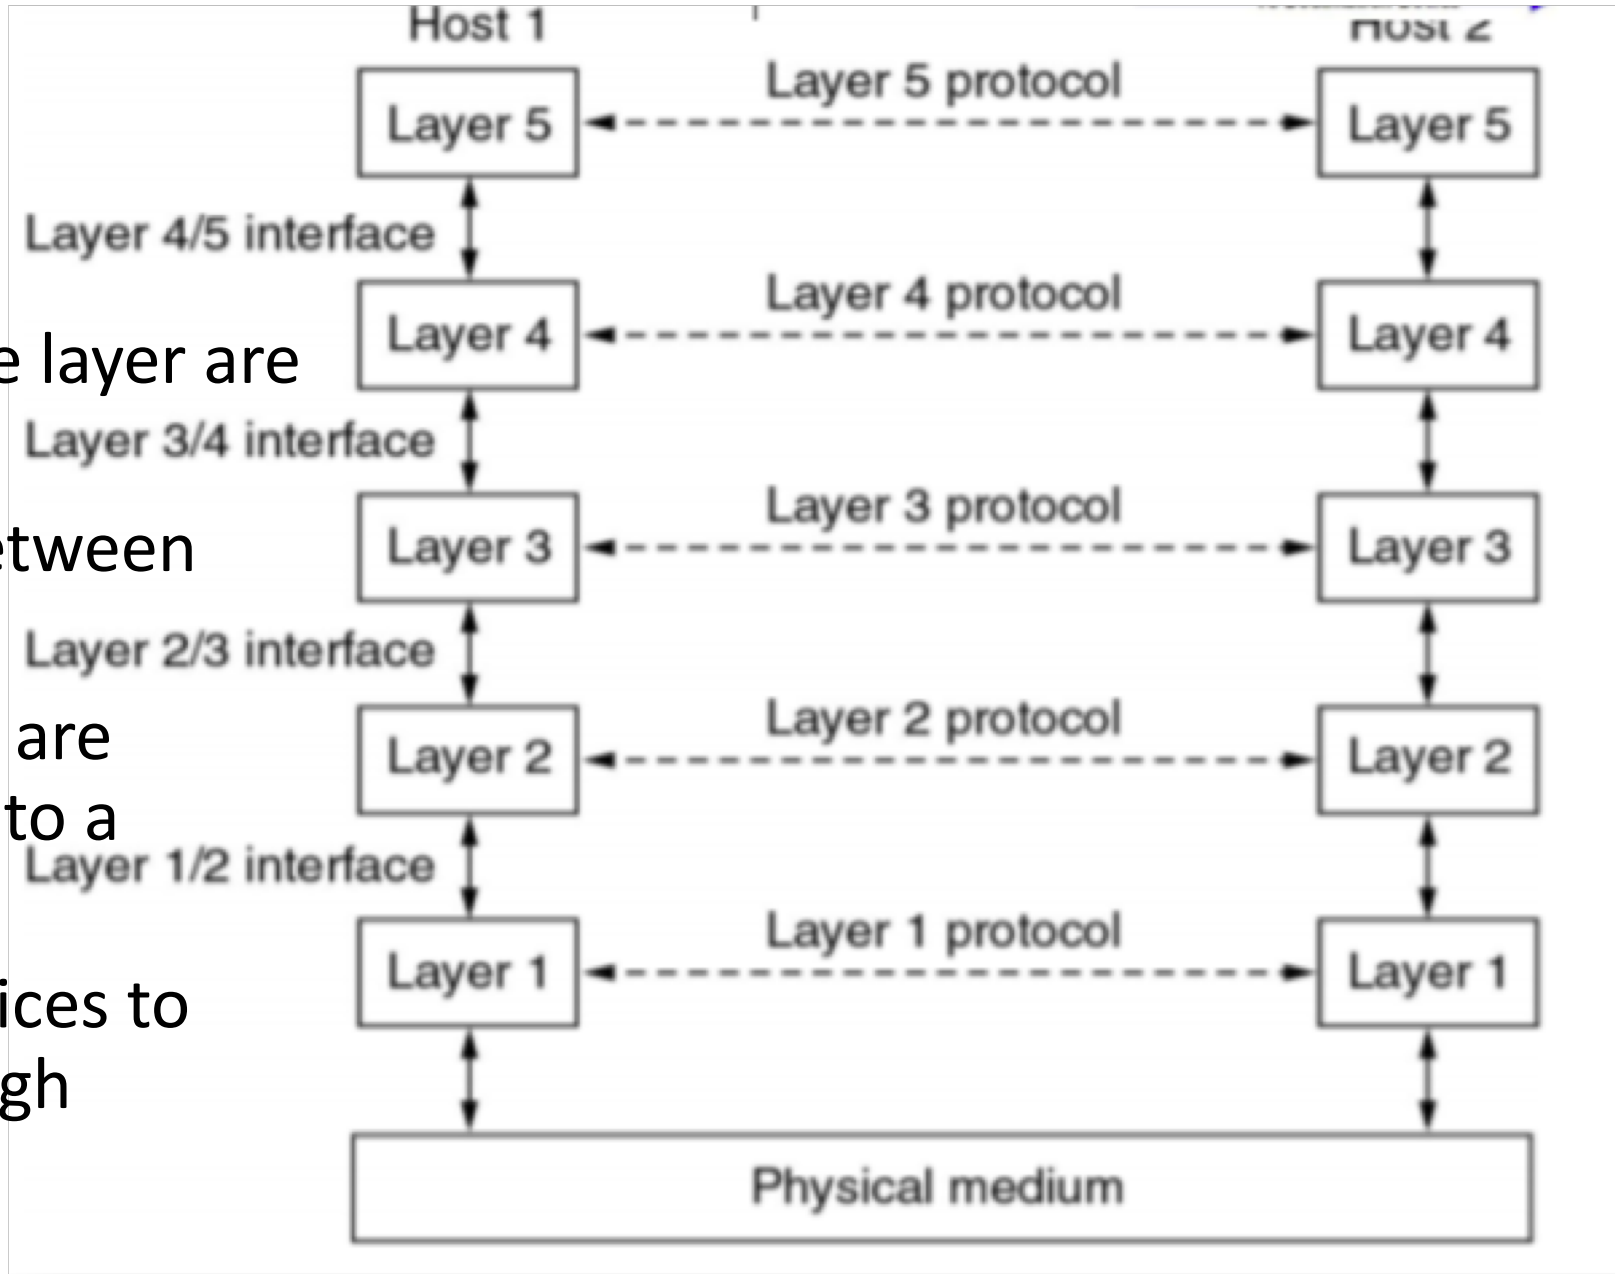 Host 1
Host 2
Layer 5 protocol
Layer 5
Layer 5
Layer 4/5 interface
Layer 4 protocol
Layer 4
Layer 4
layer are
Layer 3/4 interface
Layer 3 protocol
Layer 3
Layer 3
Layer 2/3 interface
Layer 2 protocol
are
Layer 2
Layer 2
to a
Layer 1/2 interface
Layer 1 protocol
Layer 1
Layer 1
to
Physical medium